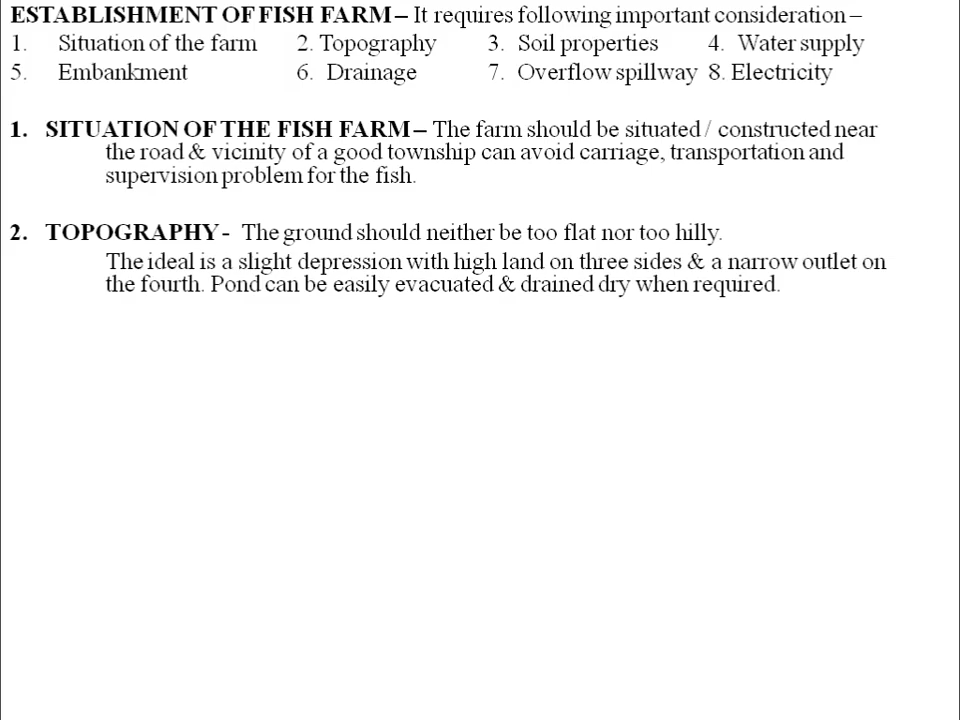 ESTABLISHMENT OF FISH FARM – It requires following important consideration –
1. Situation of the farm 2. Topography 3. Soil properties 4. Water supply
5. Embankment 6. Drainage 7. Overflow spillway 8. Electricity
1. SITUATION OF THE FISH FARM – The farm should be situated / constructed near
the road & vicinity of a good township can avoid carriage, transportation and
supervision problem for the fish.
2. TOPOGRAPHY - The ground should neither be too flat nor too hilly.
The ideal is a slight depression with high land on three sides & a narrow outlet on
the fourth. Pond can be easily evacuated & drained dry when required.